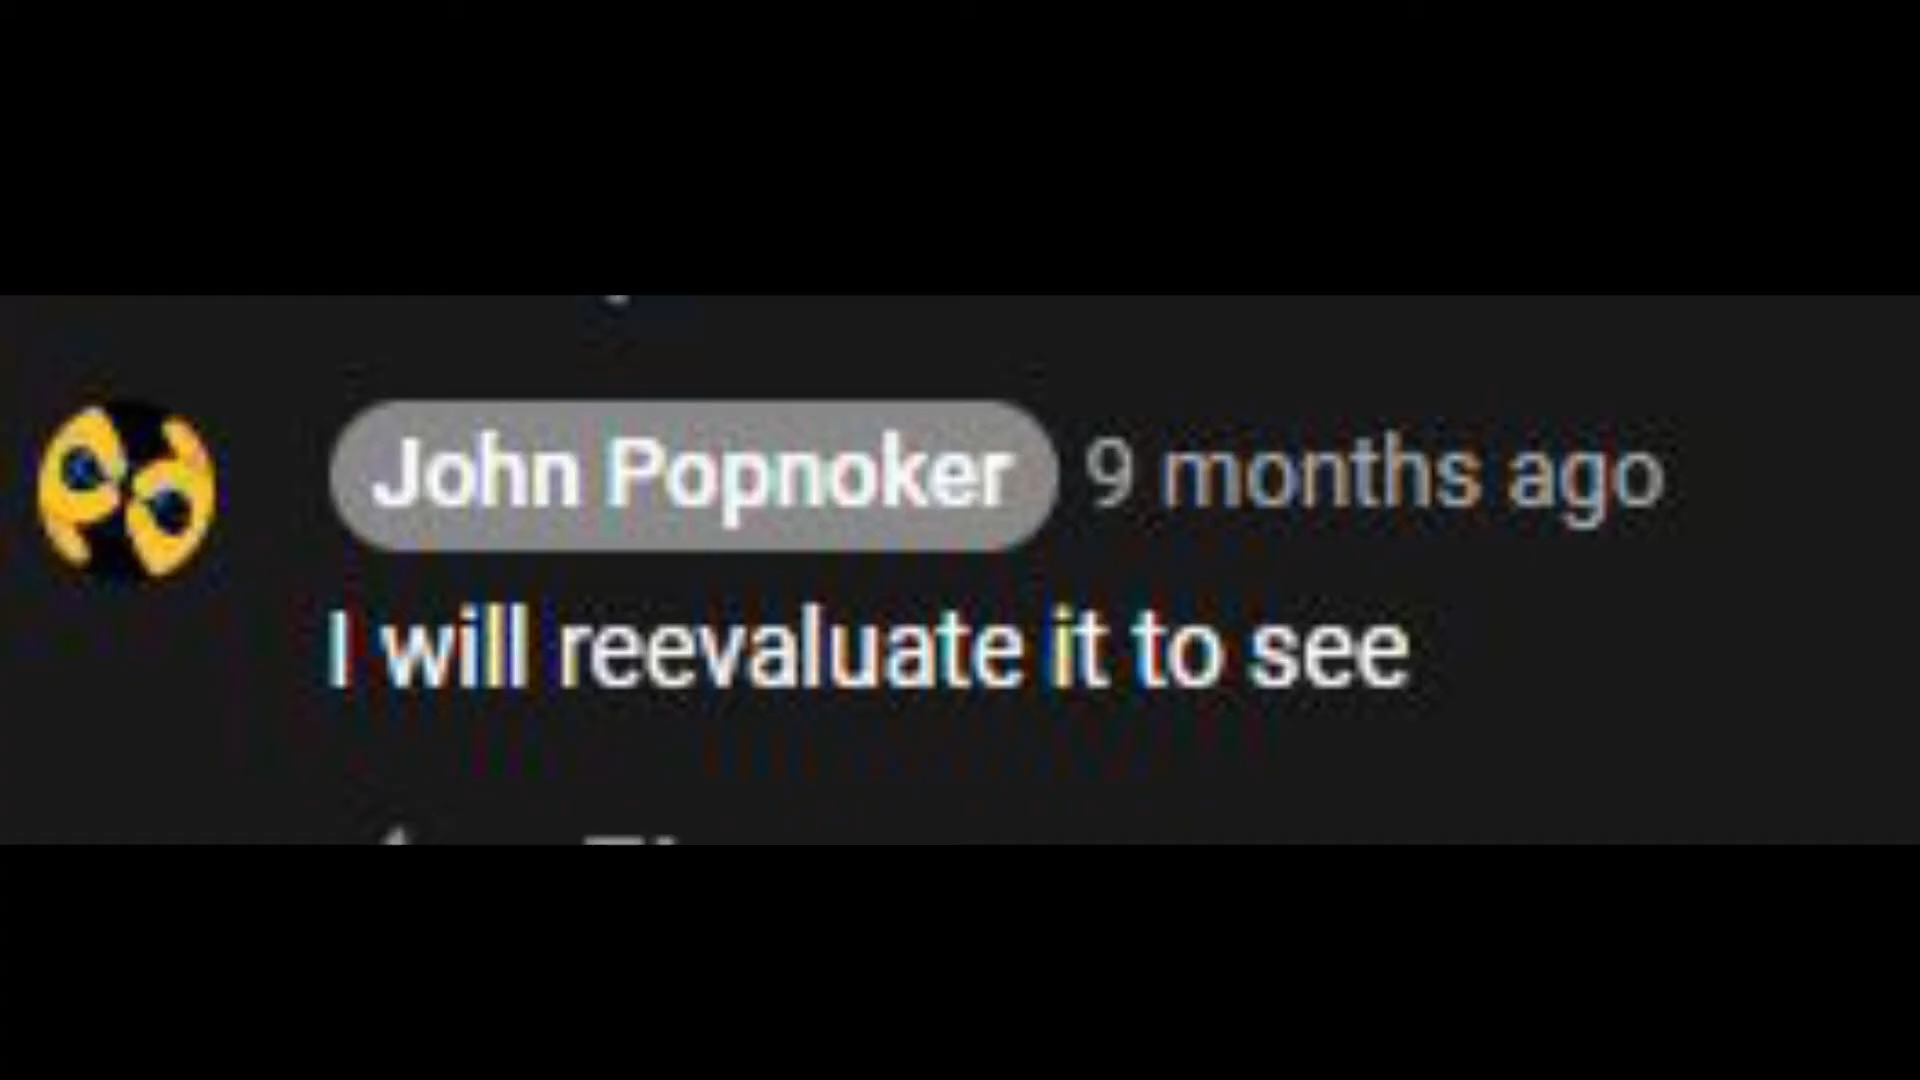 John Popnoker 9 months ago
I will reevaluate it to see